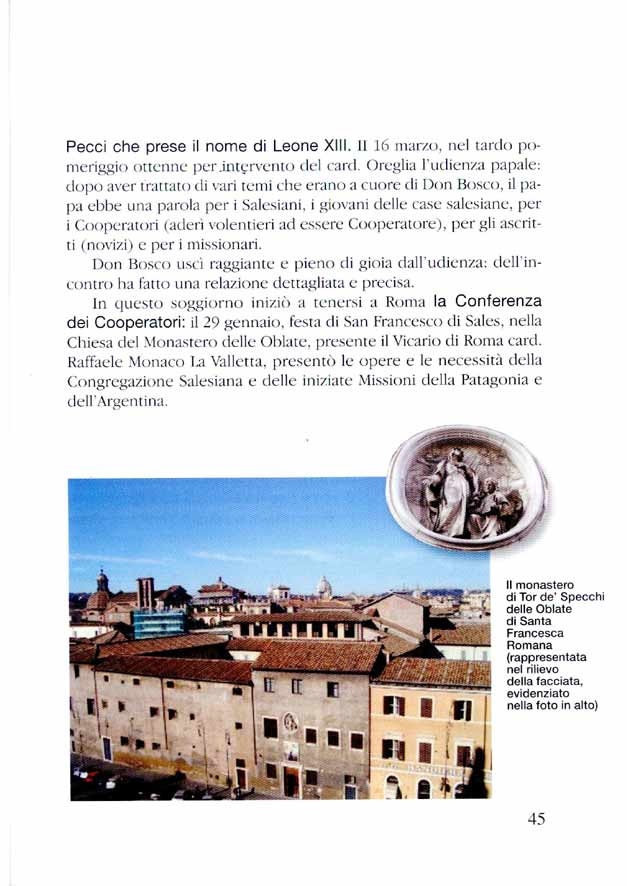 Pecci che prese il nome di Leone XIII. Il 16 marzo, nel tardo po-
meriggio ottenne per intervento del card. Oreglia l'udienza papale:
dopo aver trattato di vari temi che erano a cuore di Don Bosco, il pa-
pa ebbe una parola per i Salesiani, i giovani delle case salesiane, per
i Cooperatori (aderì volentieri ad essere Cooperatore), per gli ascrit-
ti (novizi) e per i missionari.
Don Bosco uscì raggiante e pieno di gioia dall'udienza: dell'in-
contro ha fatto una relazione dettagliata e precisa.
In questo soggiorno iniziò a tenersi a Roma la Conferenza
dei Cooperatori: il 29 gennaio, festa di San Francesco di Sales, nella
Chiesa del Monastero delle Oblate, presente il Vicario di Roma card.
Raffaele Monaco La Valletta, presentò le opere e le necessità della
Congregazione Salesiana e delle iniziate Missioni della Patagonia e
dell'Argentina.
Il monastero
di Tor de' Specchi
delle Oblate
di Santa
Francesca
Romana
(rappresentata
nel rilievo
della facciata,
evidenziato
nella foto in alto)
45